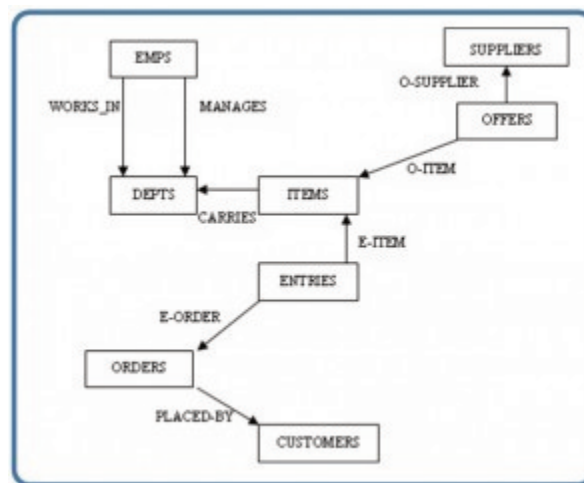 SUPPLIERS
EMPS
O-SUPPLIER
WORKS_IN
MANAGES
OFFERS
O-ITEM
DEPTS
ITEMS
CARRIES
E-ITEM
ENTRIES
E-ORDER
ORDERS
PLACED-BY
CUSTOMERS